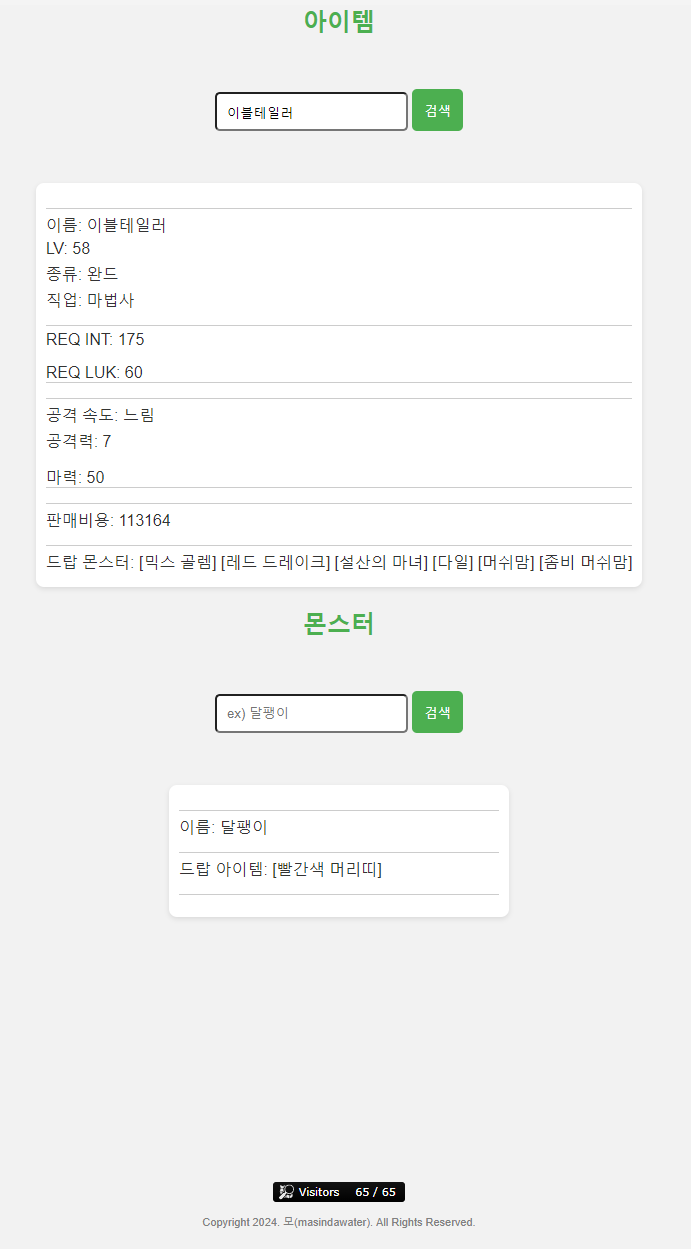 아이템
이블테일러 검색
이름: 이블테일러
LV: 58
종류: 완드
직업: 마법사
REQ INT: 175
REQ LUK: 60
공격 속도: 느림
공격력: 7
마력: 50
판매비용: 113164
드랍 몬스터: [믹스 골렘] [레드 드레이크] [설산의 마녀] [다일] [머쉬맘] [좀비 머쉬맘]
몬스터
ex) 달팽이 검색
이름: 달팽이
드랍 아이템: [빨간색 머리띠]
Visitors 65 / 65
Copyright 2024. 모(masindawater). All Rights Reserved.